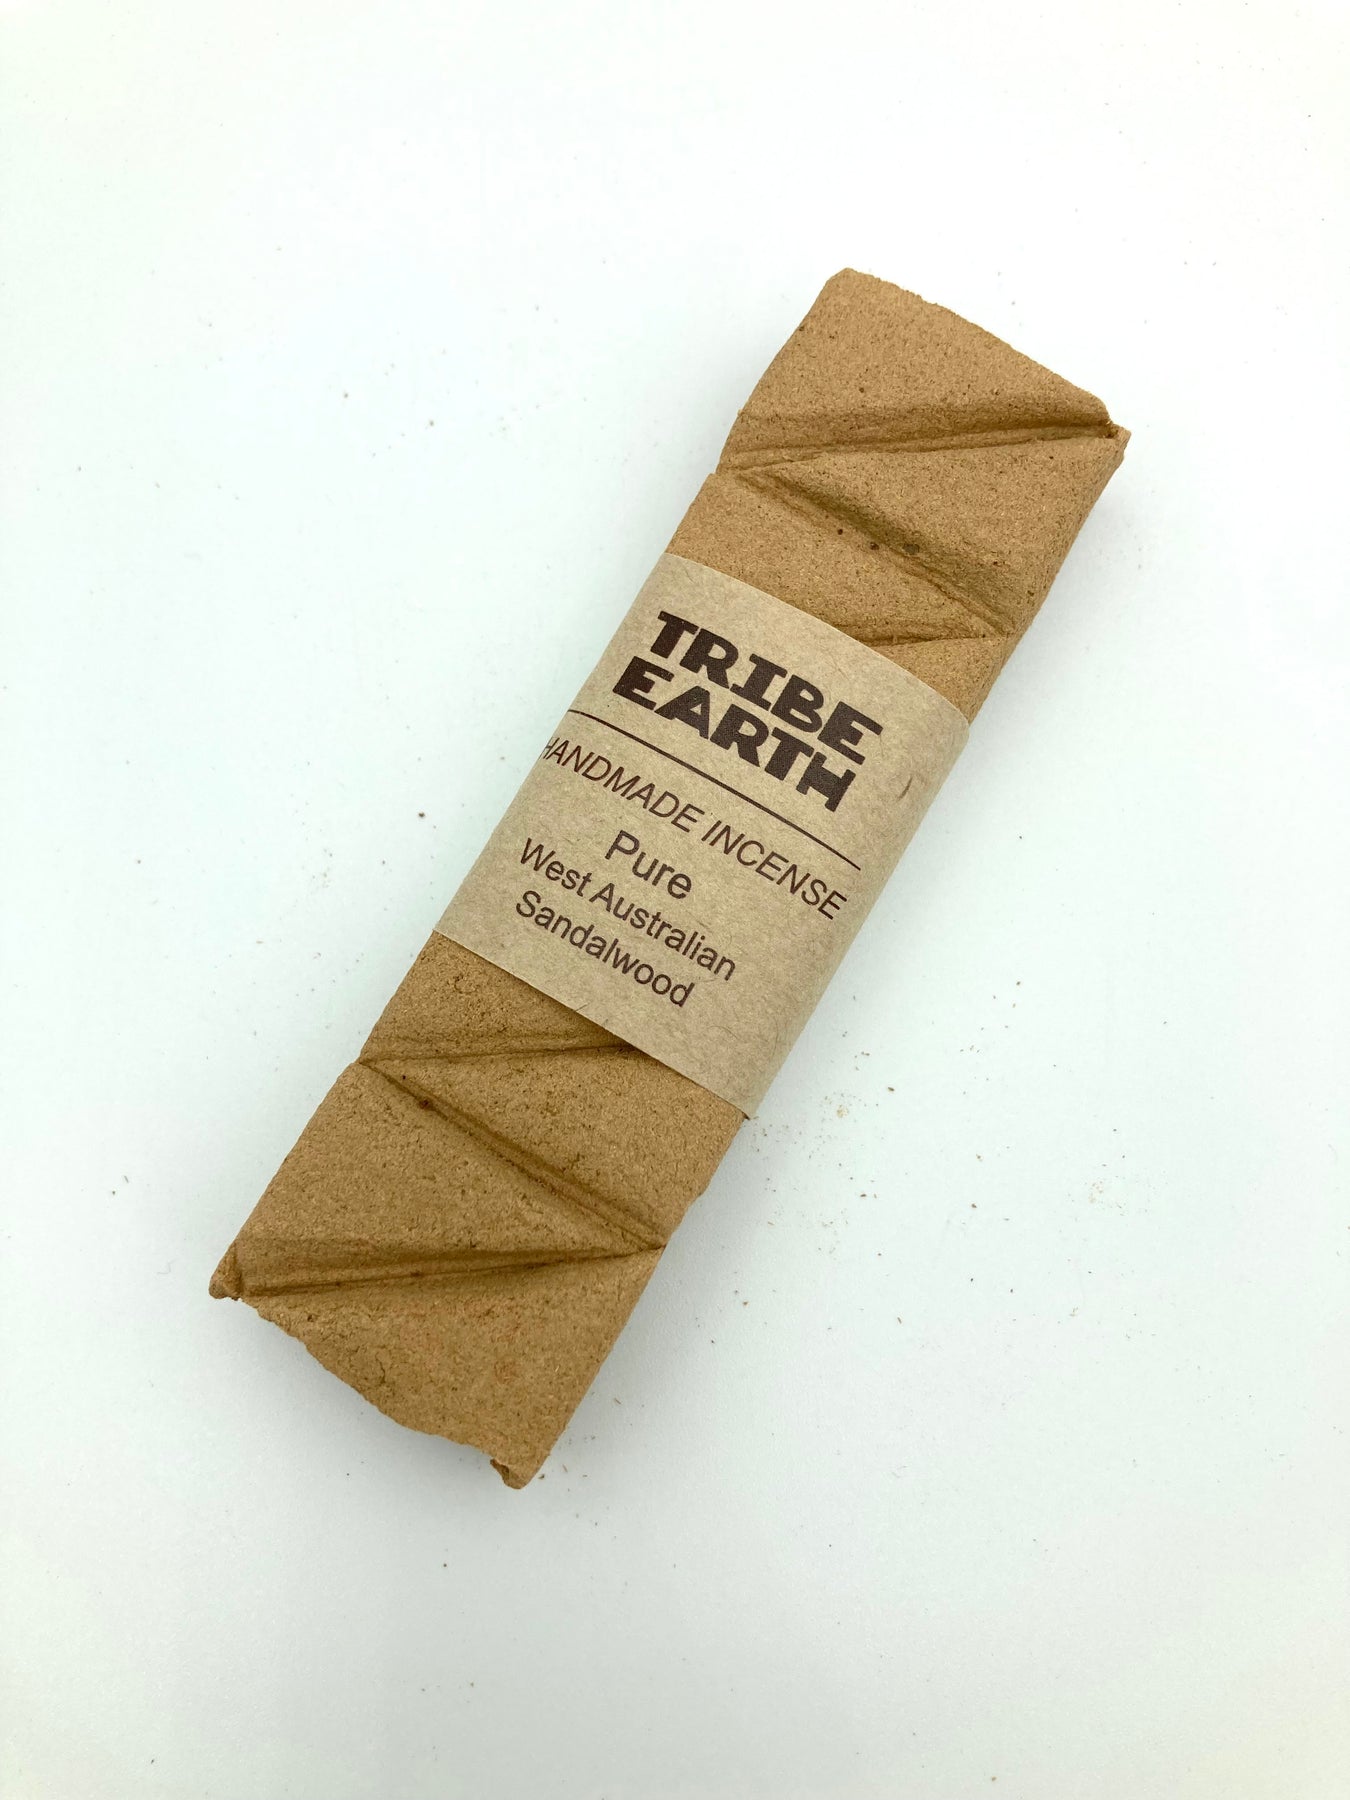 TRIBE
EARTH
HANDMADE INCENSE
Pure
West Australian
Sandalwood